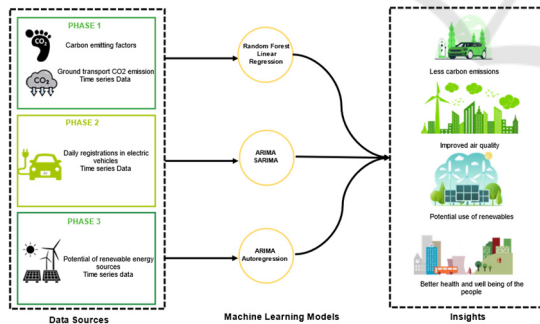 PHASE 1
CO2
Carbon emitting factors
CO2
Ground transport CO2 emission
Time series Data
PHASE 2
Daily registrations in electric
vehicles
Time series Data
PHASE 3
Potential of renewable energy
sources
Time series data
Data Sources
Random Forest
Linear
Regression
ARIMA
SARIMA
ARIMA
Autoregression
Machine Learning Models
Less carbon emissions
Improved air quality
Potential use of renewables
Better health and well being of the
people
Insights